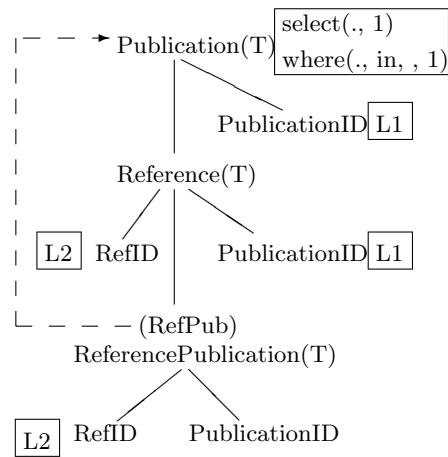 Publication(T) select(., 1)
where(., in, , 1)
PublicationID L1
Reference(T)
L2 RefID PublicationID L1
(RefPub)
ReferencePublication(T)
L2 RefID PublicationID